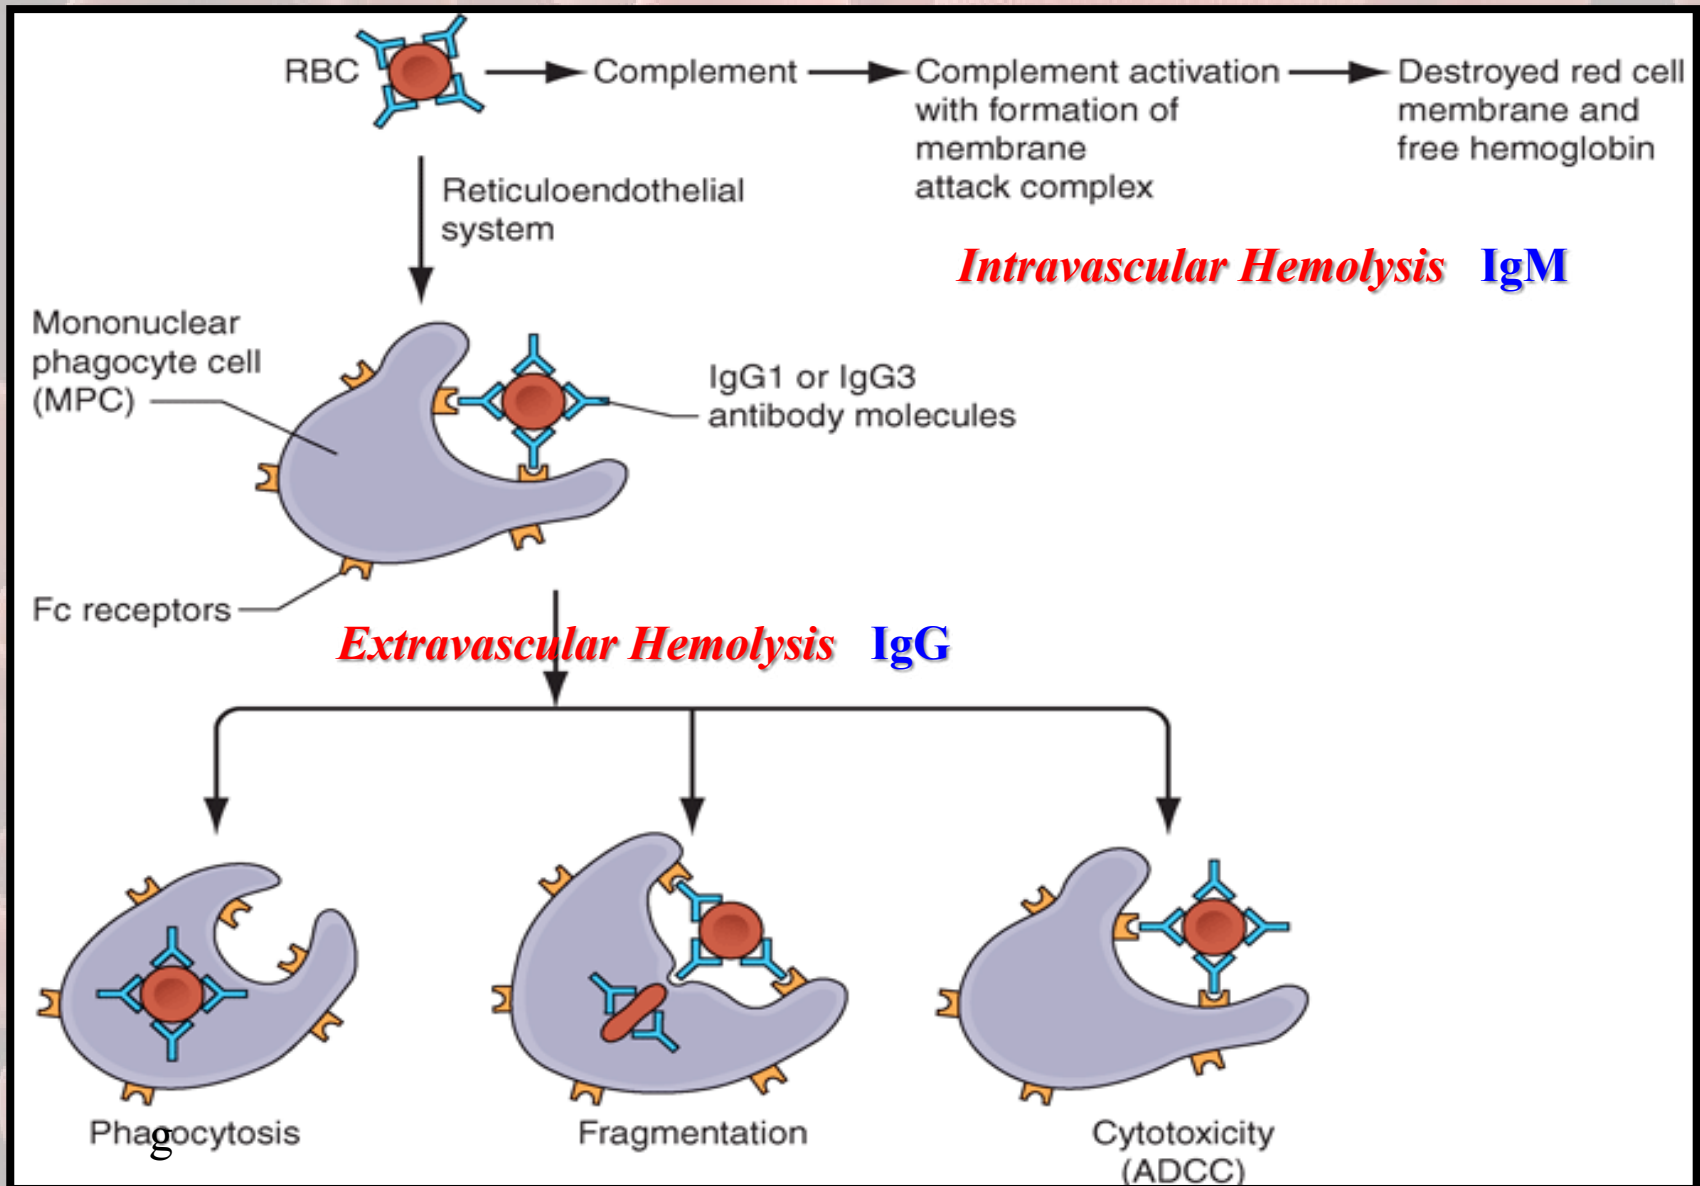 RBC
Complement
Complement activation
with formation of
membrane
attack complex
Destroyed red cell
membrane and
free hemoglobin
Reticuloendothelial
system
Intravascular Hemolysis IgM
Mononuclear
phagocyte cell
(MPC)
IgG1 or IgG3
antibody molecules
Fc receptors
Extravascular Hemolysis IgG
Phagocytosis
g
Fragmentation
Cytotoxicity
(ADCC)